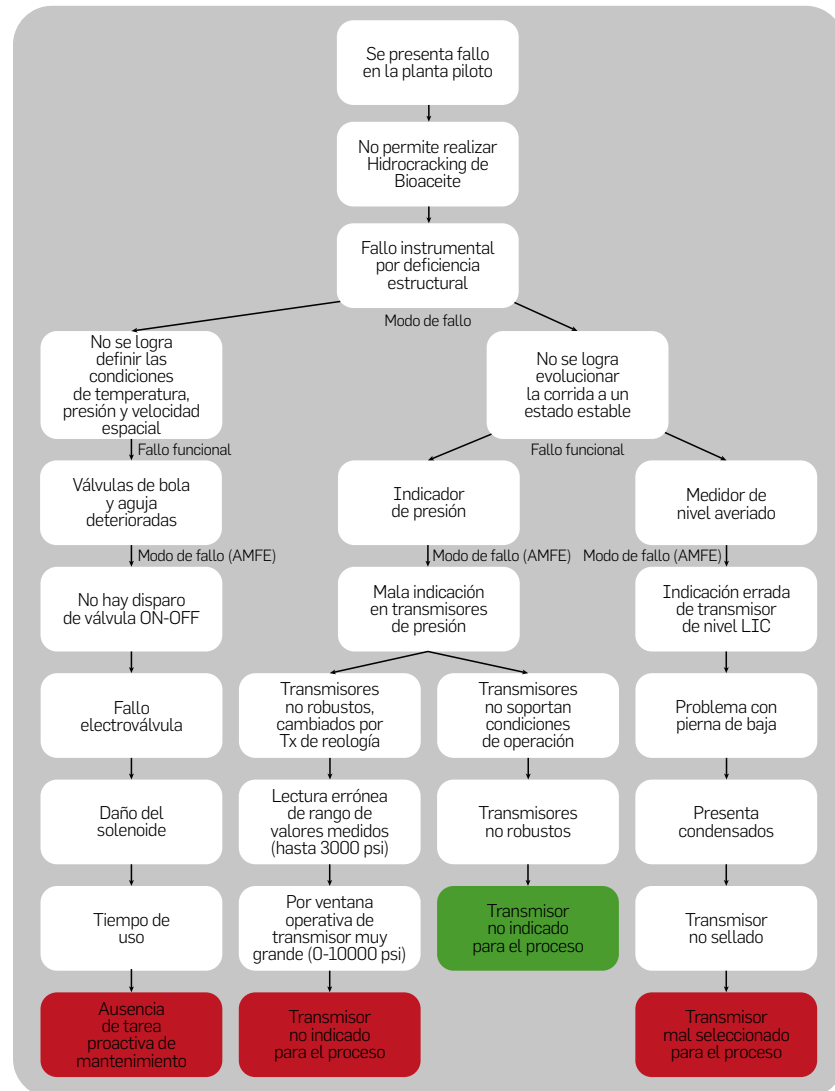 Se presenta fallo
en la planta piloto
No permite realizar
Hidrocracking de
Bioaceite
Fallo instrumental
por deficiencia
estructural
Modo de fallo
No se logra
definir las
condiciones
de temperatura,
presión y velocidad
espacial
No se logra
evolucionar
la corrida a un
estado estable
Fallo funcional
Fallo funcional
Válvulas de bola
y aguja
deterioradas
Indicador
de presión
Medidor de
nivel averiado
Modo de fallo (AMFE)
Modo de fallo (AMFE)
Modo de fallo (AMFE)
No hay disparo
de válvula ON-OFF
Mala indicación
en transmisores
de presión
Indicación errada
de transmisor
de nivel LIC
Fallo
electroválvula
Transmisores
no robustos,
cambiados por
Tx de reología
Transmisores
no soportan
condiciones
de operación
Problema con
pierna de baja
Daño del
solenoide
Lectura errónea
de rango de
valores medidos
(hasta 3000 psi)
Transmisores
no robustos
Presenta
condensados
Tiempo de
uso
Por ventana
operativa de
transmisor muy
grande (0-10000 psi)
Transmisor
no indicado
para el proceso
Transmisor
no sellado
Ausencia
de tarea
proactiva de
mantenimiento
Transmisor
no indicado
para el proceso
Transmisor
mal seleccionado
para el proceso